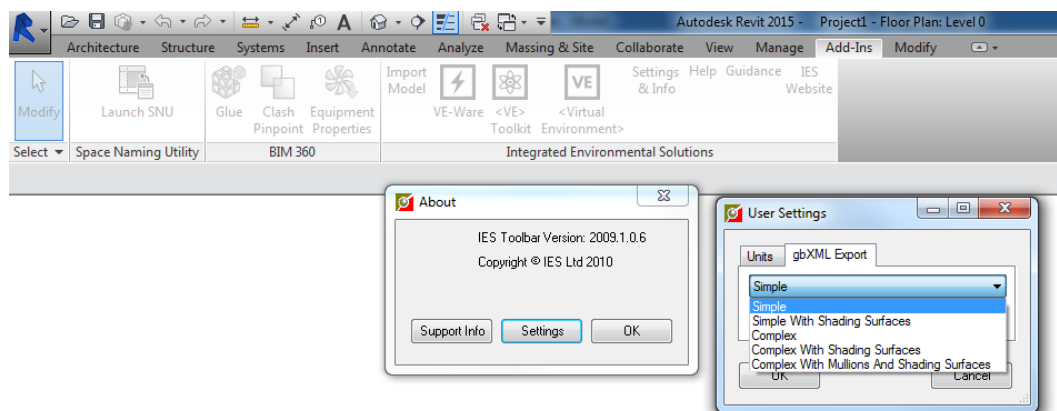 Autodesk Revit 2015 - Project1 - Floor Plan: Level 0
Architecture Structure Systems Insert Annotate Analyze Massing & Site Collaborate View Manage Add-Ins Modify
Modify
Launch SNU
Glue
Clash
Pinpoint
Equipment
Properties
Import
Model
VE-Ware
<VE>
Toolkit
VE
<Virtual
Environment>
Settings
& Info
Help
Guidance
IES
Website
Select
Space Naming Utility
BIM 360
Integrated Environmental Solutions
About
IES Toolbar Version: 2009.1.0.6
Copyright © IES Ltd 2010
Support Info
Settings
OK
User Settings
Units
gbXML Export
Simple
Simple
Simple With Shading Surfaces
Complex
Complex With Shading Surfaces
Complex With Mullions And Shading Surfaces
OK
Cancel